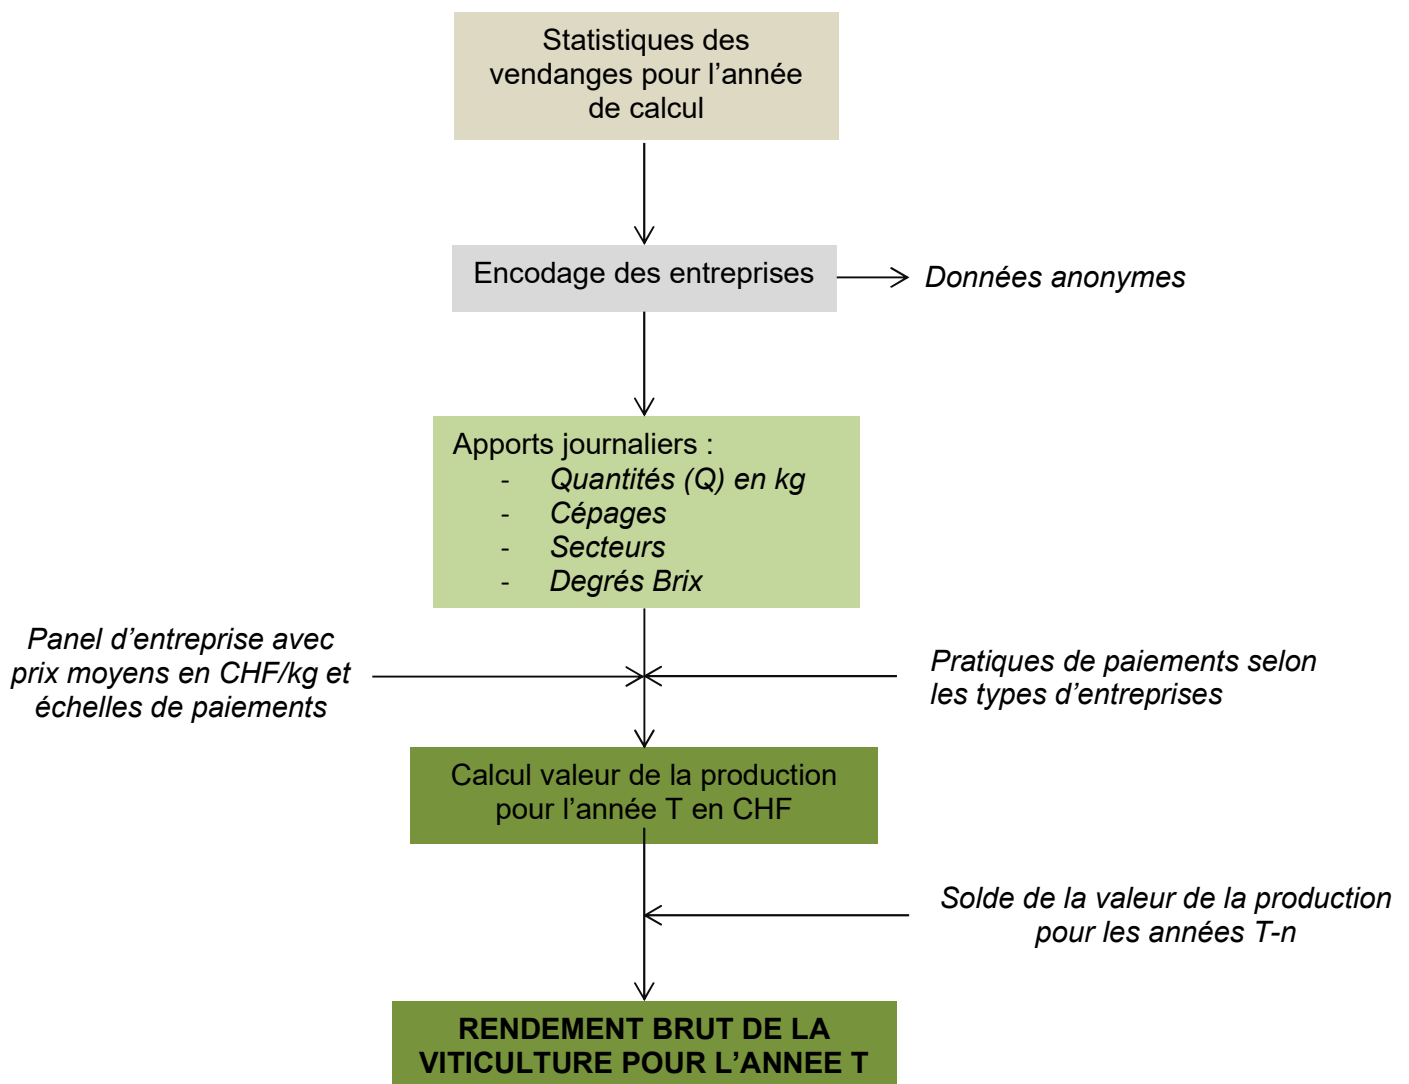 Statistiques des
vendanges pour l’année
de calcul
Encodage des entreprises
Données anonymes
Apports journaliers :
- Quantités (Q) en kg
- Cépages
- Secteurs
- Degrés Brix
Panel d’entreprise avec
prix moyens en CHF/kg et
échelles de paiements
Pratiques de paiements selon
les types d’entreprises
Calcul valeur de la production
pour l’année T en CHF
Solde de la valeur de la production
pour les années T-n
RENDEMENT BRUT DE LA
VITICULTURE POUR L’ANNEE T